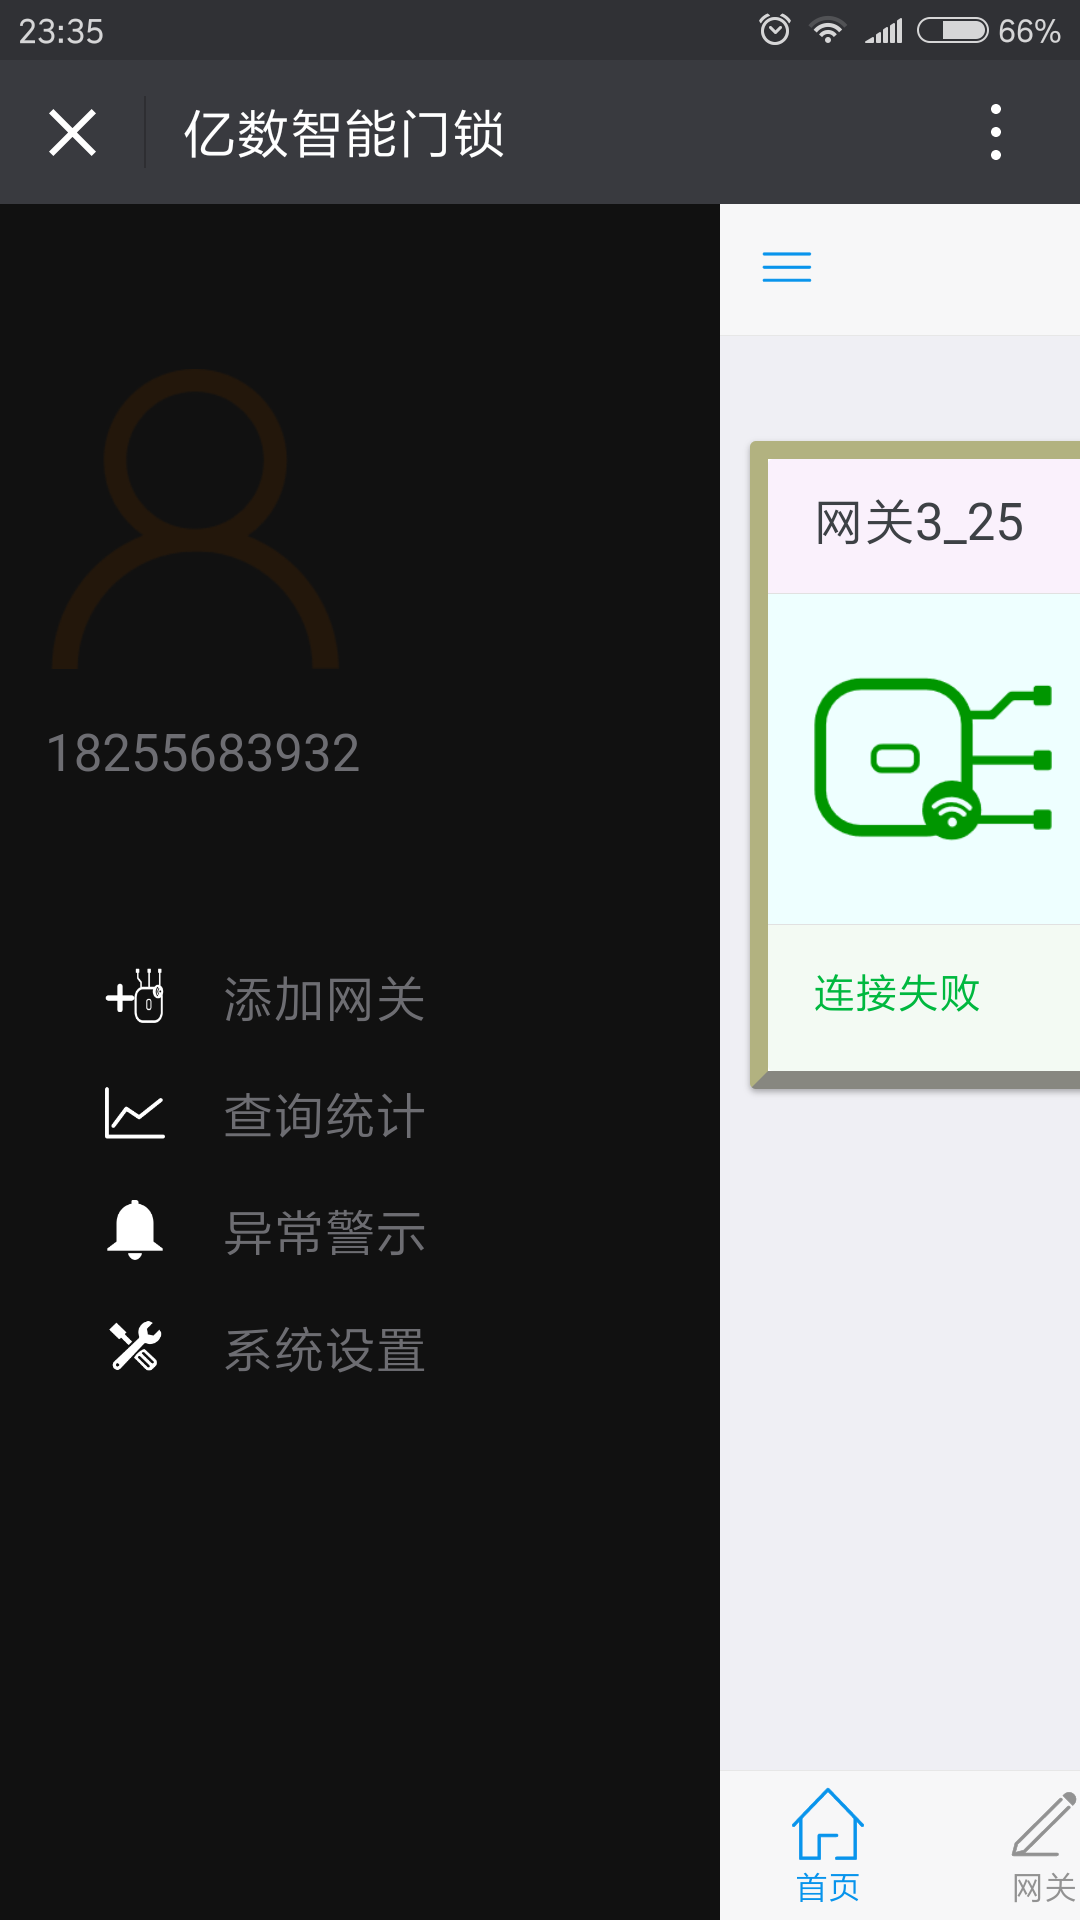 23:35
66%
亿数智能门锁
网关3_25
18255683932
添加网关
连接失败
查询统计
异常警示
系统设置
首页
网关